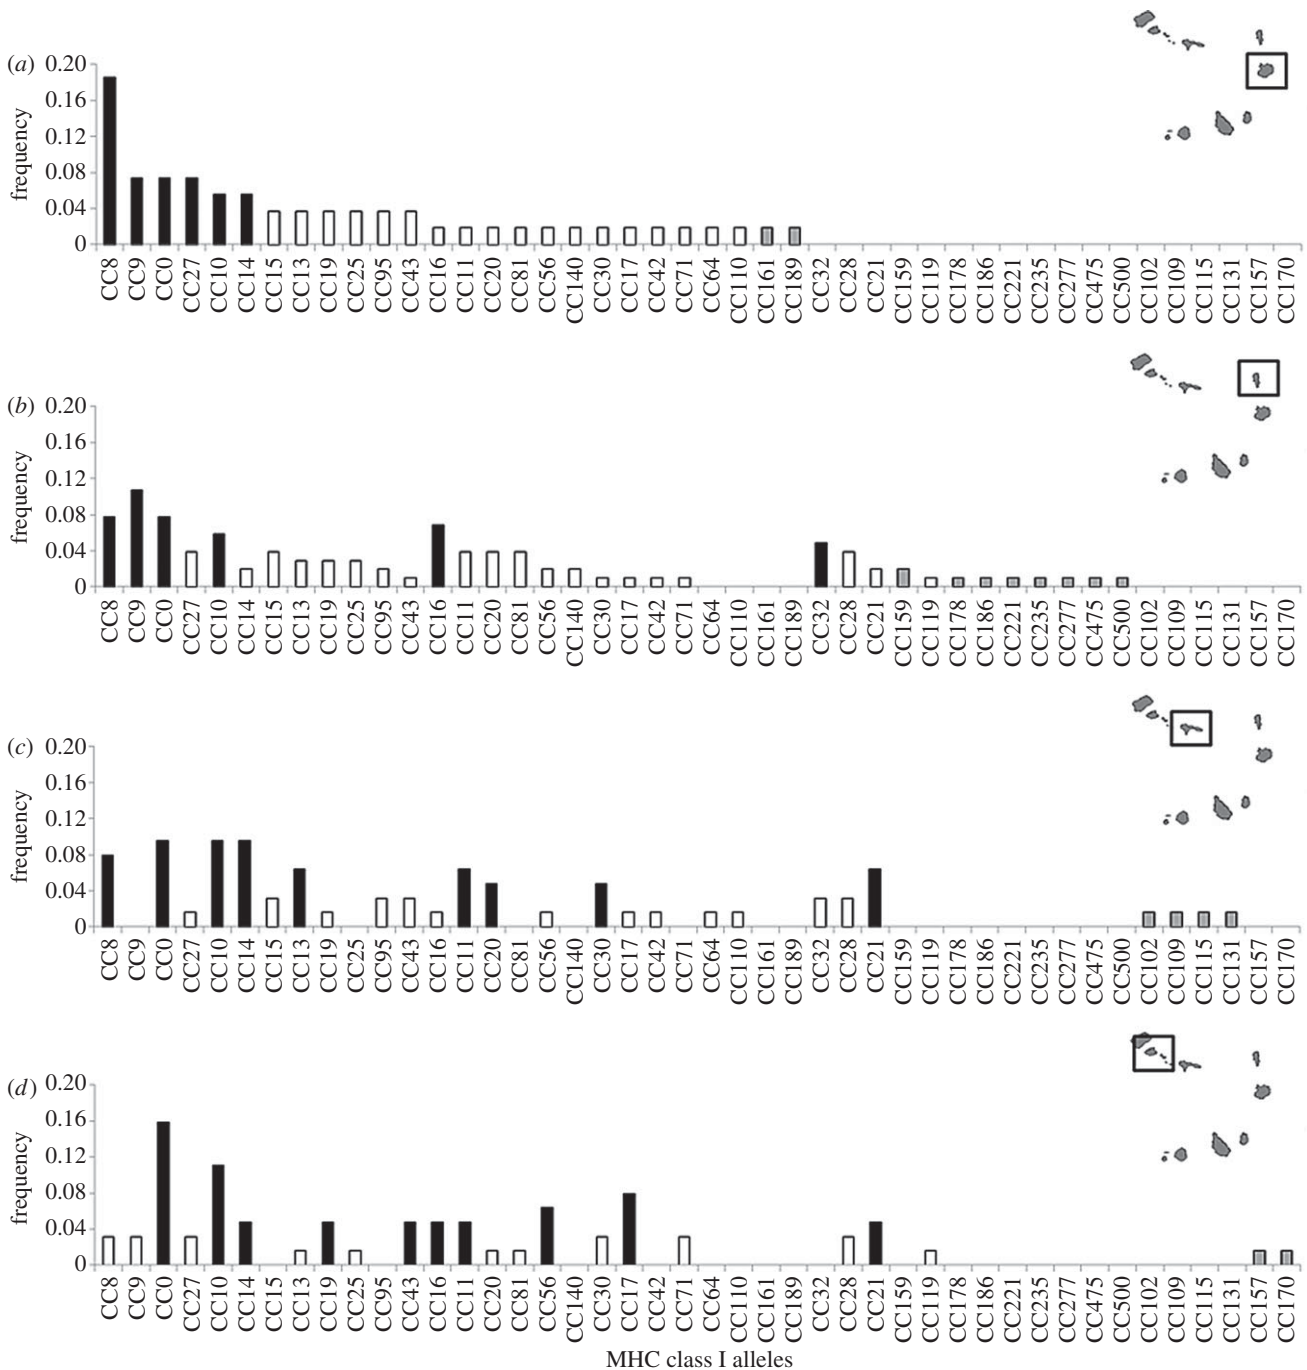 (a)
frequency
0.20
0.16
0.12
0.08
0.04
0
CC8 CC9 CC0 CC27 CC10 CC14 CC15 CC13 CC19 CC25 CC95 CC43 CC16 CC11 CC20 CC81 CC56 CC140 CC30 CC17 CC42 CC71 CC64 CC110 CC161 CC189 CC32 CC28 CC21 CC159 CC119 CC178 CC186 CC221 CC235 CC277 CC475 CC500 CC102 CC109 CC115 CC131 CC157 CC170
(b)
frequency
0.20
0.16
0.12
0.08
0.04
0
CC8 CC9 CC0 CC27 CC10 CC14 CC15 CC13 CC19 CC25 CC95 CC43 CC16 CC11 CC20 CC81 CC56 CC140 CC30 CC17 CC42 CC71 CC64 CC110 CC161 CC189 CC32 CC28 CC21 CC159 CC119 CC178 CC186 CC221 CC235 CC277 CC475 CC500 CC102 CC109 CC115 CC131 CC157 CC170
(c)
frequency
0.20
0.16
0.12
0.08
0.04
0
CC8 CC9 CC0 CC27 CC10 CC14 CC15 CC13 CC19 CC25 CC95 CC43 CC16 CC11 CC20 CC81 CC56 CC140 CC30 CC17 CC42 CC71 CC64 CC110 CC161 CC189 CC32 CC28 CC21 CC159 CC119 CC178 CC186 CC221 CC235 CC277 CC475 CC500 CC102 CC109 CC115 CC131 CC157 CC170
(d)
frequency
0.20
0.16
0.12
0.08
0.04
0
CC8 CC9 CC0 CC27 CC10 CC14 CC15 CC13 CC19 CC25 CC95 CC43 CC16 CC11 CC20 CC81 CC56 CC140 CC30 CC17 CC42 CC71 CC64 CC110 CC161 CC189 CC32 CC28 CC21 CC159 CC119 CC178 CC186 CC221 CC235 CC277 CC475 CC500 CC102 CC109 CC115 CC131 CC157 CC170
MHC class I alleles